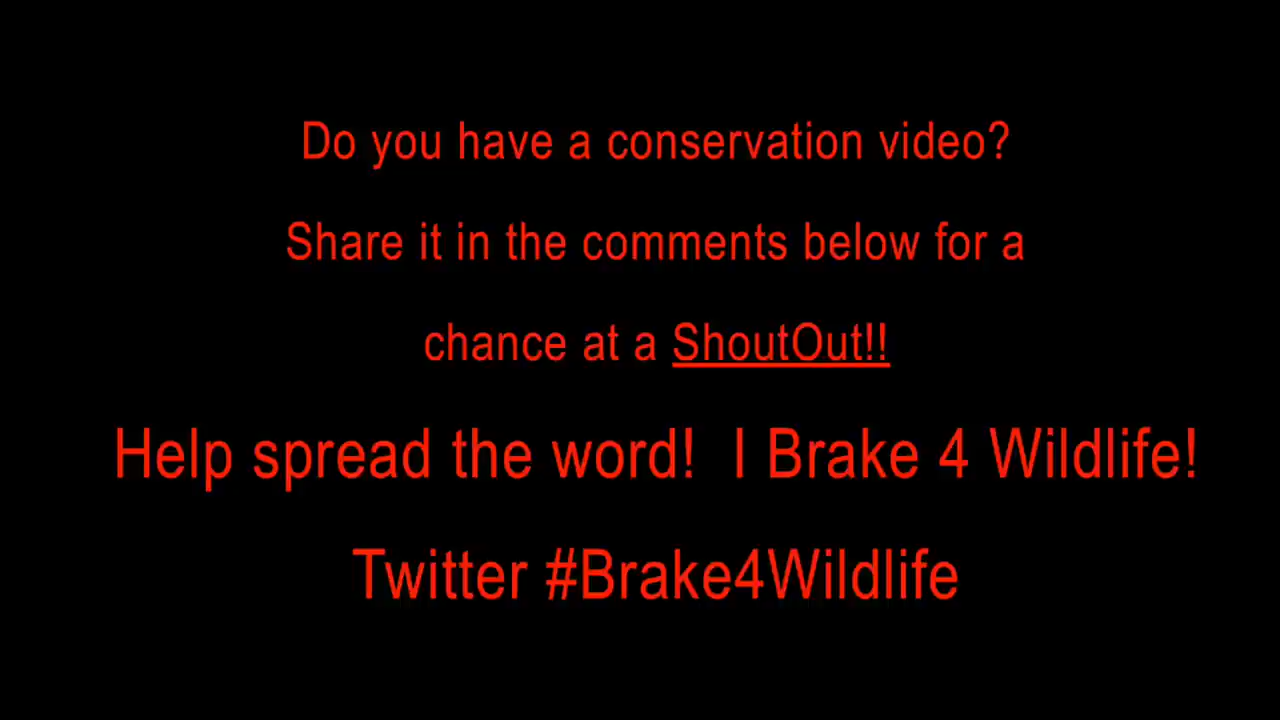 Do you have a conservation video?
Share it in the comments below for a
chance at a ShoutOut!!
Help spread the word!  I Brake 4 Wildlife!
Twitter #Brake4Wildlife